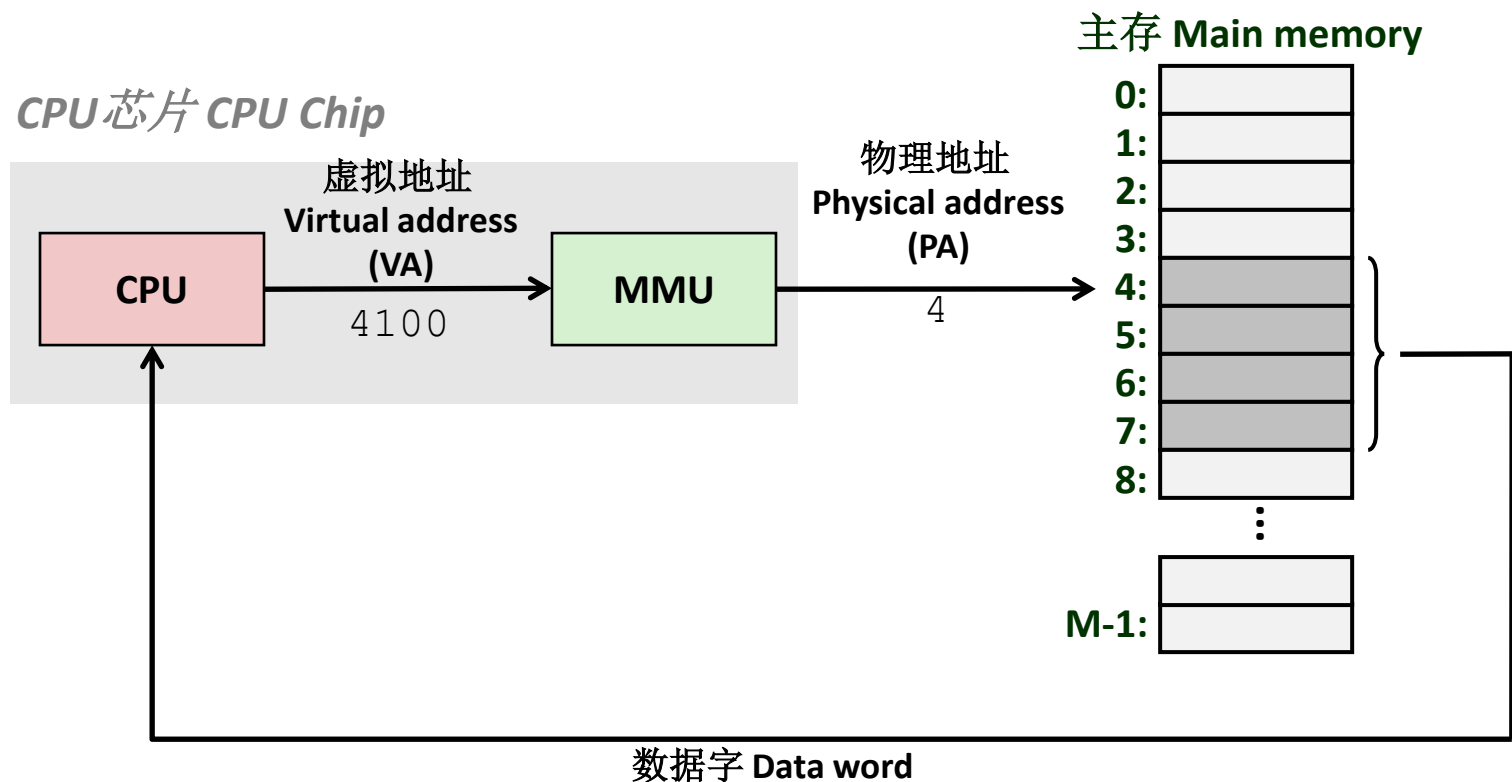 主存 Main memory
CPU芯片 CPU Chip
虚拟地址
Virtual address
(VA)
物理地址
Physical address
(PA)
CPU
4100
MMU
4
0:
1:
2:
3:
4:
5:
6:
7:
8:
...
M-1:
数据字 Data word